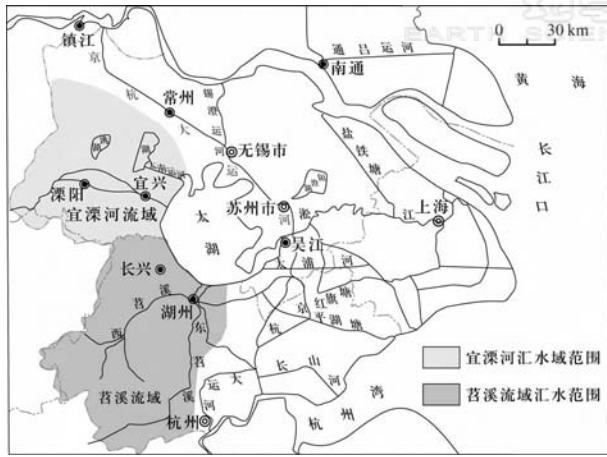 EARTH SCIEN
0 30 km
镇江
京杭大运河
通吕运河
南通
黄海
常州
锡澄运河
无锡市
盐铁塘
长江口
溧阳
宜兴
宜溧河流域
太湖
苏州市
淞江
上海
吴江
太浦河
长兴
西苕溪
湖州
东苕溪
京杭大运河
红旗塘
平湖塘
长山河
苕溪流域
杭州
杭州湾
宜溧河汇水域范围
苕溪流域汇水范围